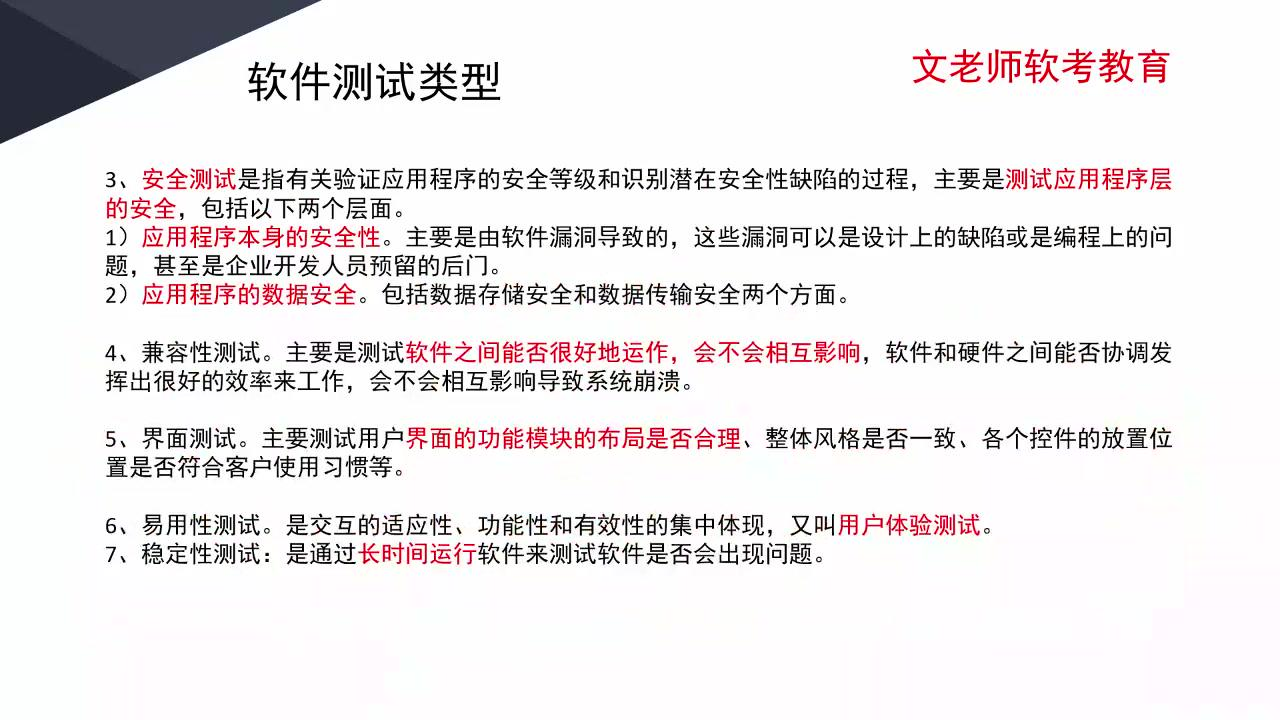 软件测试类型
文老师软考教育
3、安全测试是指有关验证应用程序的安全等级和识别潜在安全性缺陷的过程，主要是测试应用程序层
的安全，包括以下两个层面。
1）应用程序本身的安全性。主要是由软件漏洞导致的，这些漏洞可以是设计上的缺陷或是编程上的问
题，甚至是企业开发人员预留的后门。
2）应用程序的数据安全。包括数据存储安全和数据传输安全两个方面。
4、兼容性测试。主要是测试软件之间能否很好地运作，会不会相互影响，软件和硬件之间能否协调发
挥出很好的效率来工作，会不会相互影响导致系统崩溃。
5、界面测试。主要测试用户界面的功能模块的布局是否合理、整体风格是否一致、各个控件的放置位
置是否符合客户使用习惯等。
6、易用性测试。是交互的适应性、功能性和有效性的集中体现，又叫用户体验测试。
7、稳定性测试：是通过长时间运行软件来测试软件是否会出现问题。